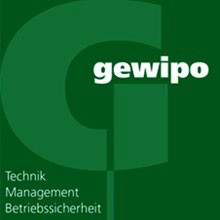 gewipo
Technik
Management
Betriebssicherheit